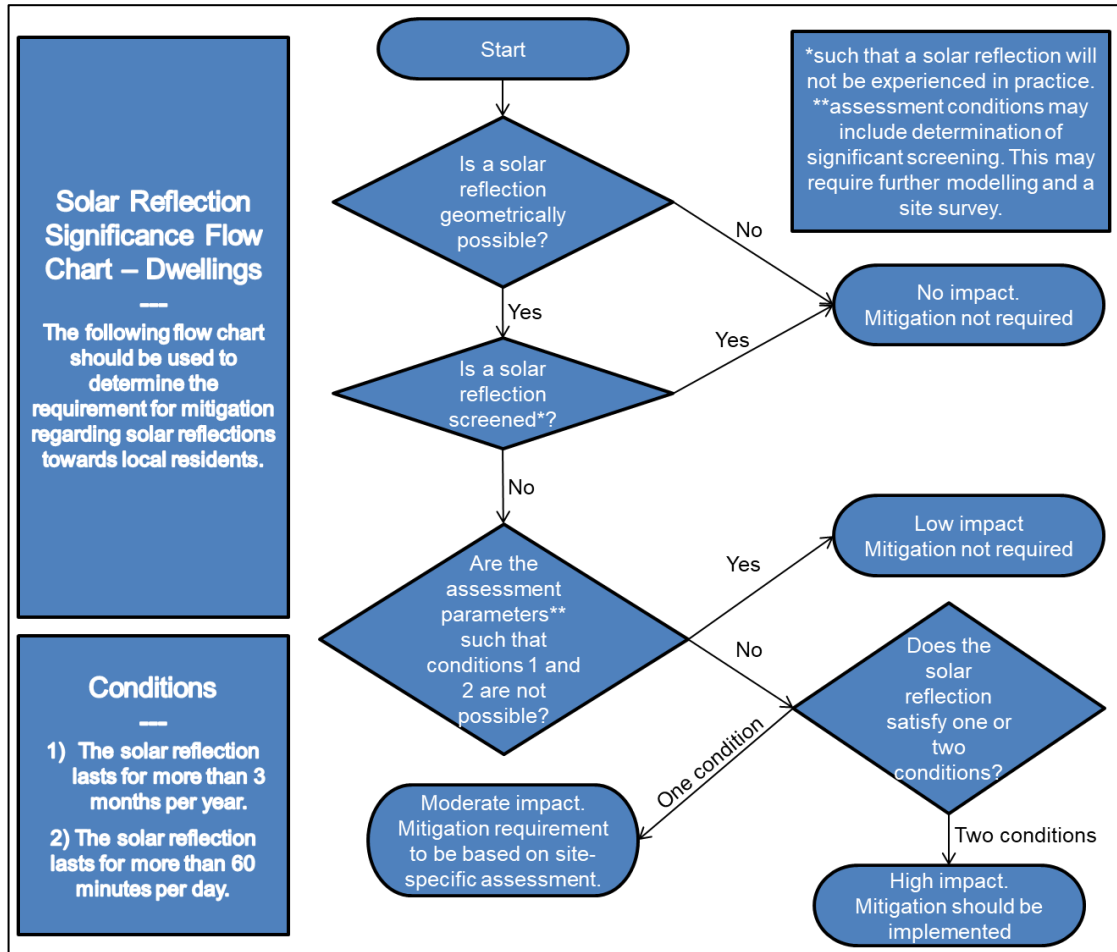 Solar Reflection
Significance Flow
Chart – Dwellings
---
The following flow chart
should be used to
determine the
requirement for mitigation
regarding solar reflections
towards local residents.
Conditions
---
1) The solar reflection
lasts for more than 3
months per year.
2) The solar reflection
lasts for more than 60
minutes per day.
Start
*such that a solar reflection will
not be experienced in practice.
**assessment conditions may
include determination of
significant screening. This may
require further modelling and a
site survey.
Is a solar
reflection
geometrically
possible?
No
Yes
No impact.
Mitigation not required
Is a solar
reflection
screened*?
Yes
No
Are the
assessment
parameters**
such that
conditions 1 and
2 are not
possible?
Yes
Low impact
Mitigation not required
No
Does the
solar
reflection
satisfy one or
two
conditions?
One condition
Moderate impact.
Mitigation requirement
to be based on site-
specific assessment.
Two conditions
High impact.
Mitigation should be
implemented